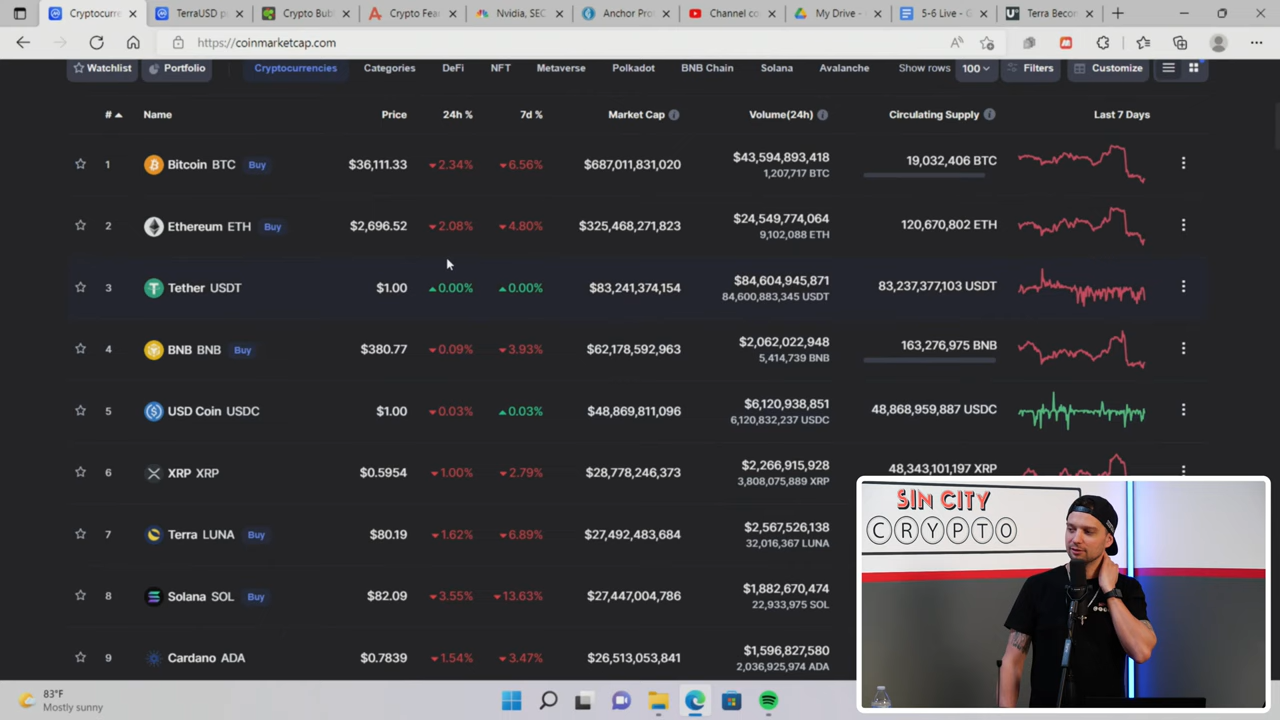 Cryptocurre
TerraUSD p
Crypto Bub
Crypto Fear
Nvidia, SEC
Anchor Pro
Channel co
My Drive -
5-6 Live - G
Terra Becon
https://coinmarketcap.com
Watchlist Portfolio Cryptocurrencies Categories DeFi NFT Metaverse Polkadot BNB Chain Solana Avalanche Show rows 100 Filters Customize
# Name Price 24h % 7d % Market Cap Volume(24h) Circulating Supply Last 7 Days
1 Bitcoin BTC Buy $36,111.33 2.34% 6.56% $687,011,831,020 $43,594,893,418 19,032,406 BTC
1,207,717 BTC
2 Ethereum ETH Buy $2,696.52 2.08% 4.80% $325,468,271,823 $24,549,774,064 120,670,802 ETH
9,102,088 ETH
3 Tether USDT $1.00 0.00% 0.00% $83,241,374,154 $84,604,945,871 83,237,377,103 USDT
84,600,883,345 USDT
4 BNB BNB Buy $380.77 0.09% 3.93% $62,178,592,963 $2,062,022,948 163,276,975 BNB
5,414,739 BNB
5 USD Coin USDC $1.00 0.03% 0.03% $48,869,811,096 $6,120,938,851 48,868,959,887 USDC
6,120,832,237 USDC
6 XRP XRP $0.5954 1.00% 2.79% $28,778,246,373 $2,266,915,928 48,343,101,197 XRP
3,808,075,889 XRP
7 Terra LUNA Buy $80.19 1.62% 6.89% $27,492,483,684 $2,567,526,138
32,016,367 LUNA
8 Solana SOL Buy $82.09 3.55% 13.63% $27,447,004,786 $1,882,670,474
22,933,975 SOL
9 Cardano ADA $0.7839 1.54% 3.47% $26,513,053,841 $1,596,827,580
2,036,925,974 ADA
SIN CITY
CRYPTO
83°F
Mostly sunny